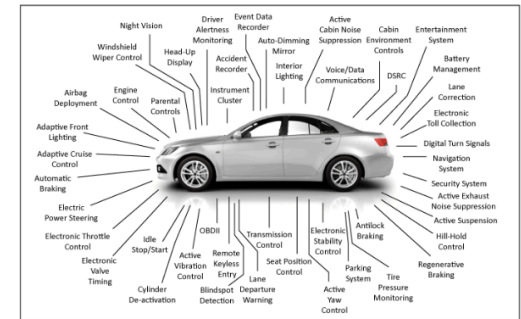 Night Vision
Driver
Alertness
Monitoring
Event Data
Recorder
Active
Cabin Noise
Suppression
Cabin
Environment
Controls
Entertainment
System
Windshield
Wiper Control
Head-Up
Display
Accident
Recorder
Auto-Dimming
Mirror
Interior
Lighting
Voice/Data
Communications
DSRC
Battery
Management
Airbag
Deployment
Engine
Control
Parental
Controls
Instrument
Cluster
Lane
Correction
Electronic
Toll Collection
Adaptive Front
Lighting
Digital Turn Signals
Adaptive Cruise
Control
Navigation
System
Automatic
Braking
Security System
Electric
Power Steering
Active Exhaust
Noise Suppression
Active Suspension
Electronic Throttle
Control
Hill-Hold
Control
Electronic
Valve
Timing
Idle
Stop/Start
Cylinder
De-activation
Active
Vibration
Control
OBDII
Blindspot
Detection
Remote
Keyless
Entry
Lane
Departure
Warning
Transmission
Control
Seat Position
Control
Electronic
Stability
Control
Active
Yaw
Control
Parking
System
Antilock
Braking
Tire
Pressure
Monitoring
Regenerative
Braking